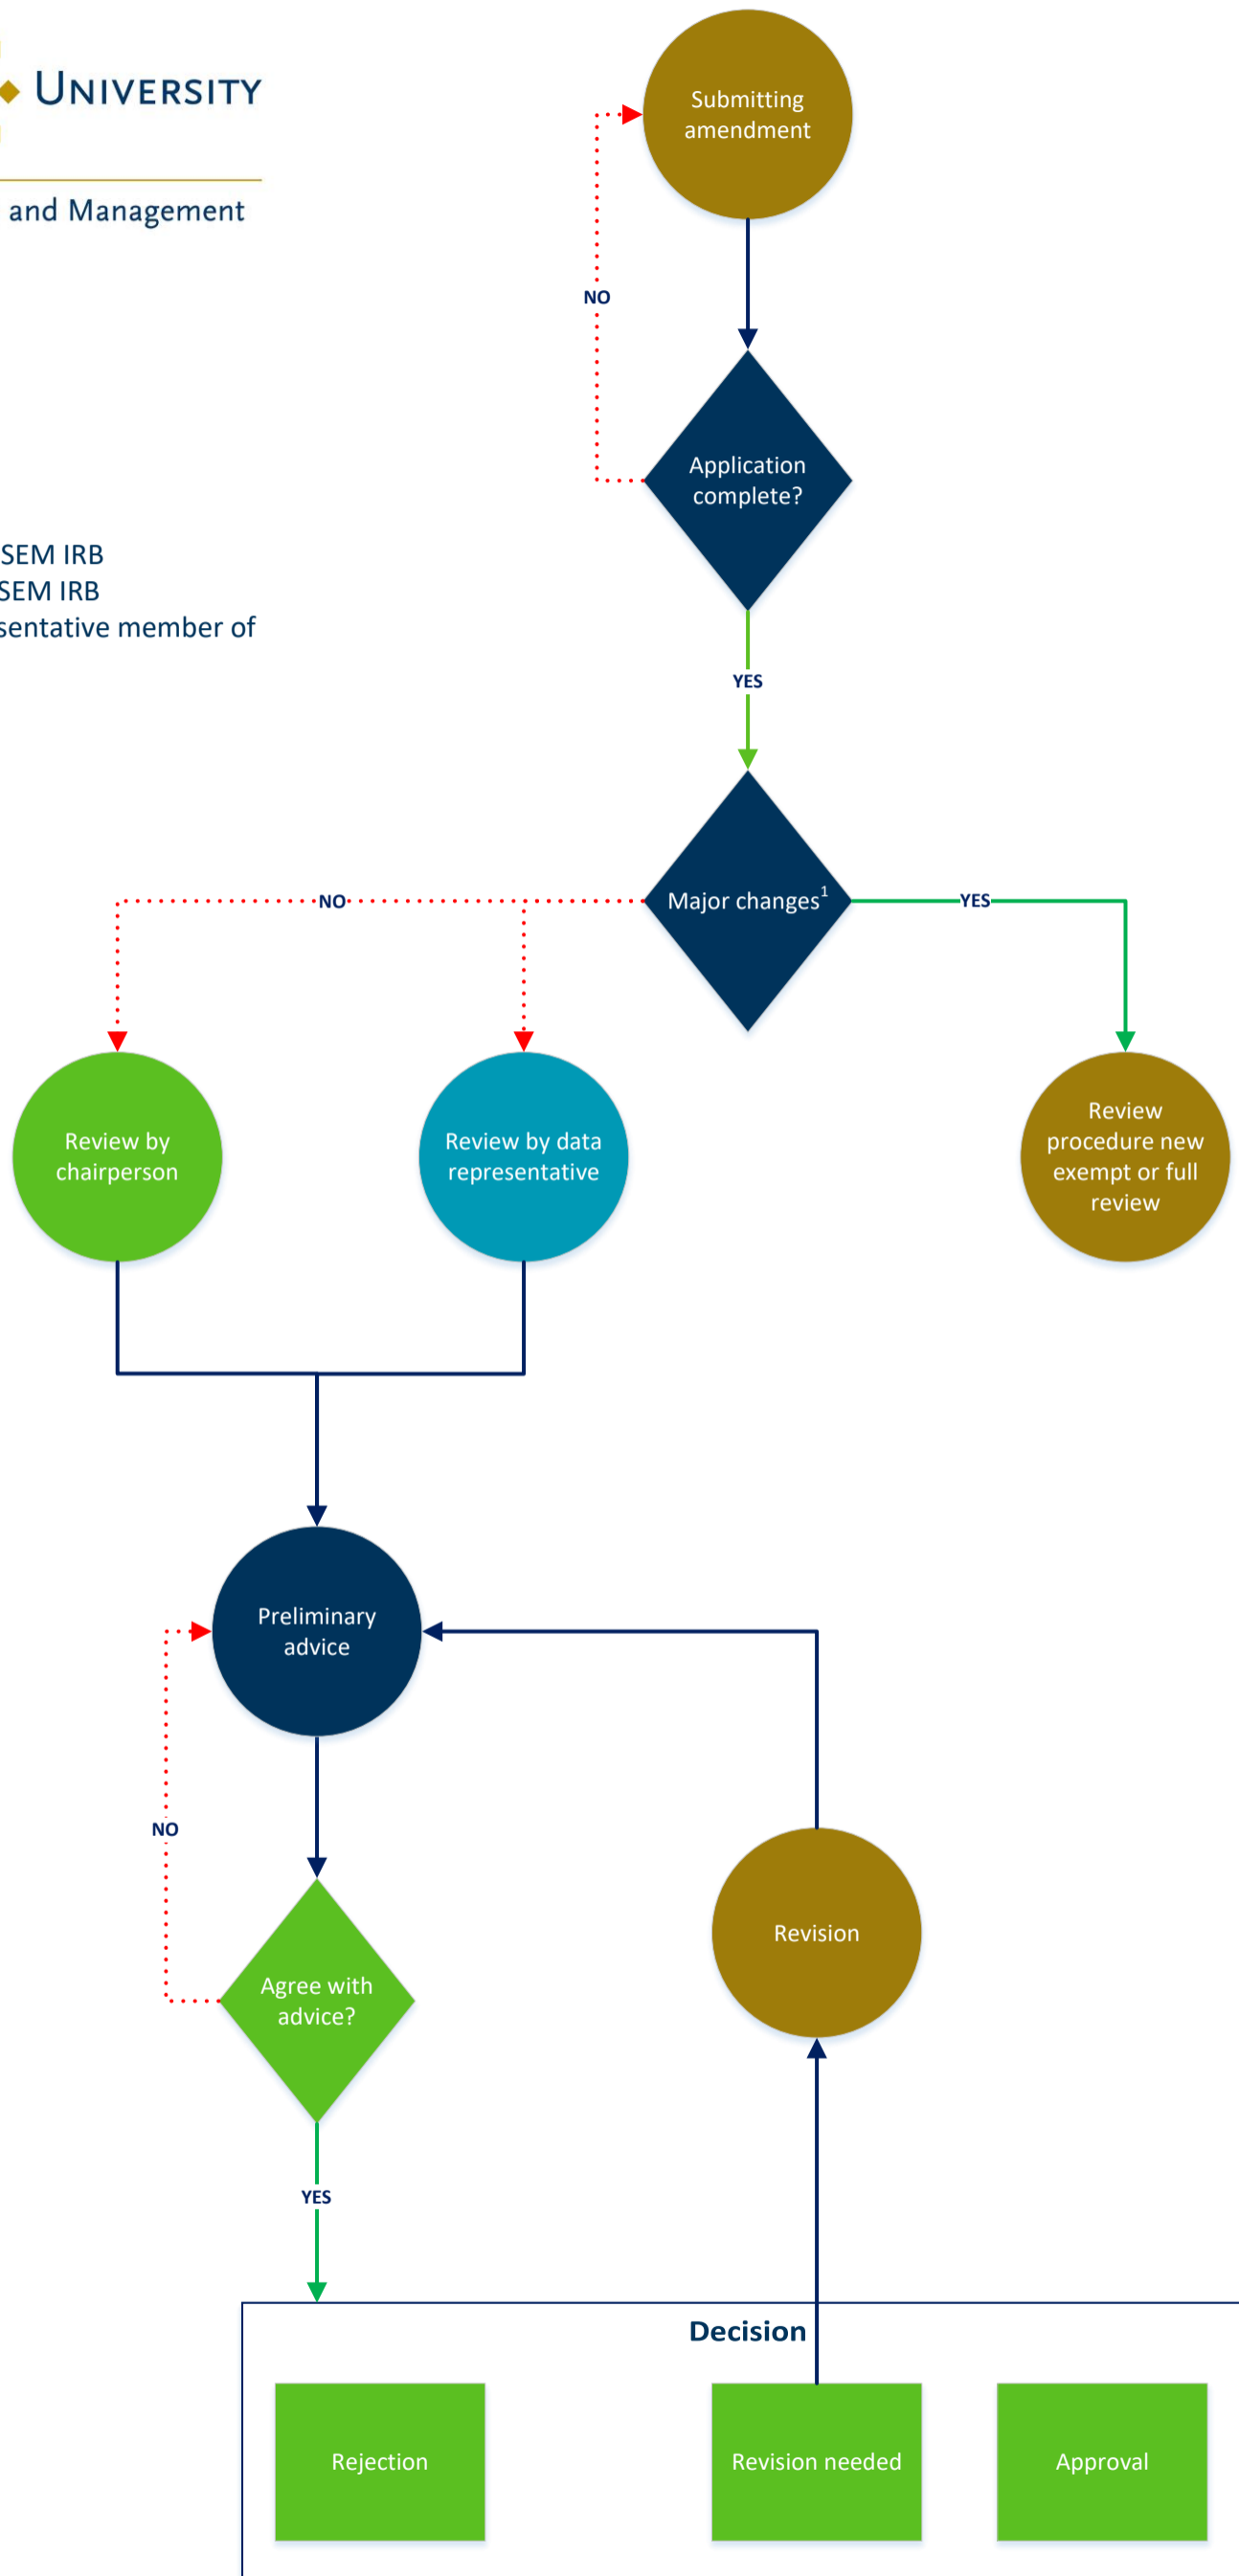 UNIVERSITY
and Management
SEM IRB
SEM IRB
member of
Submitting
amendment
NO
Application
complete?
YES
Major changes¹
NO
YES
Review by
chairperson
Review by data
representative
Review
procedure new
exempt or full
review
Preliminary
advice
NO
Agree with
advice?
Revision
YES
Decision
Rejection
Revision needed
Approval